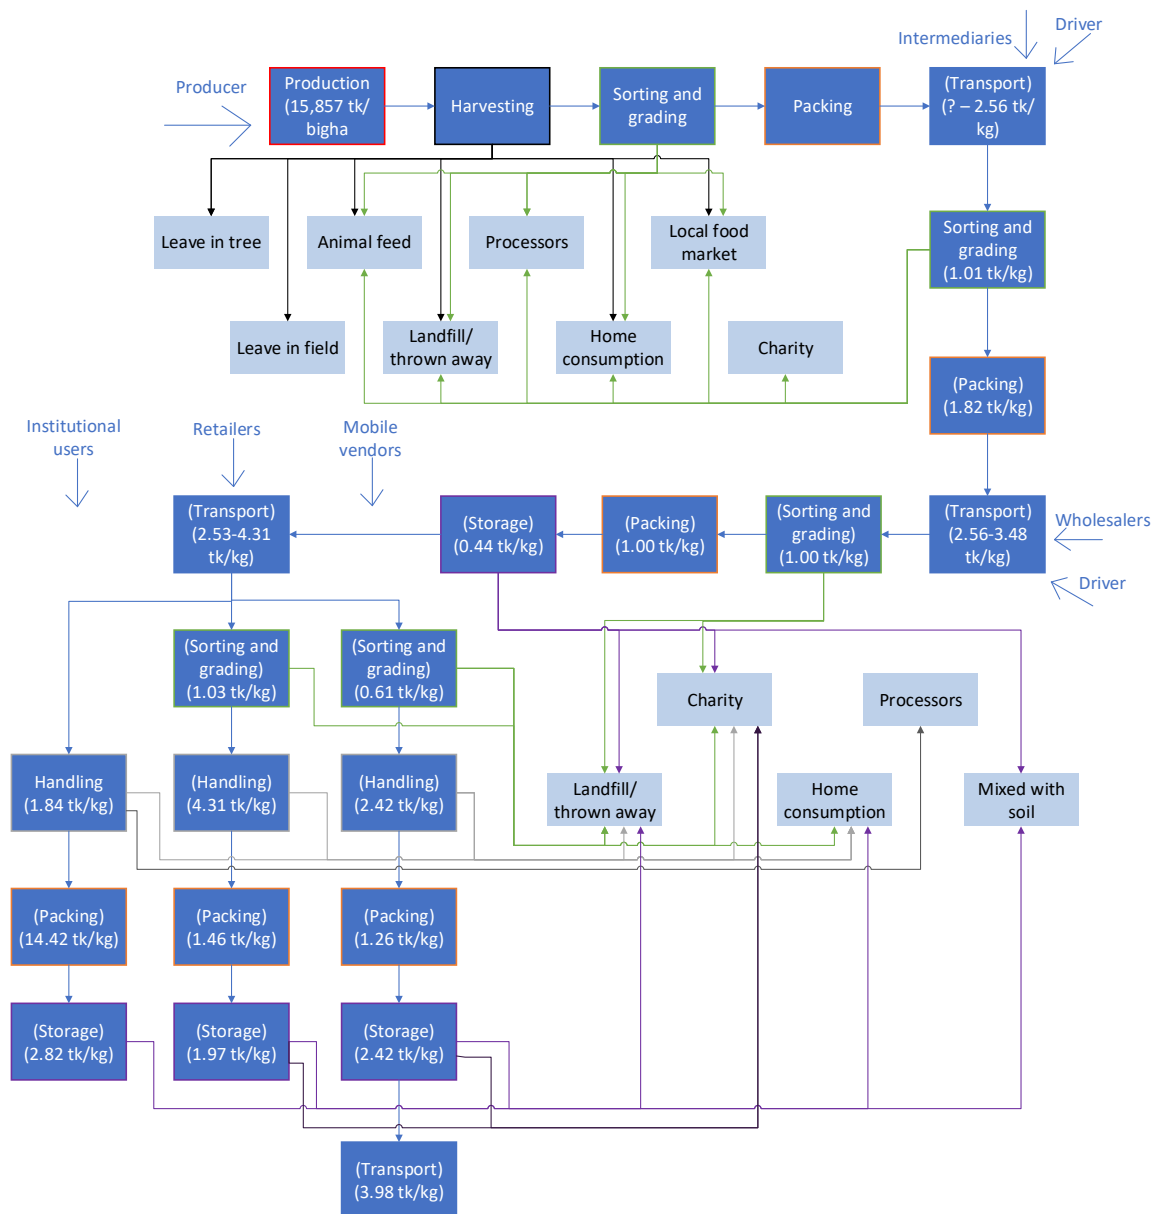 Intermediaries
Driver
Producer
Production
(15,857 tk/
bigha
Harvesting
Sorting and
grading
Packing
(Transport)
(? – 2.56 tk/
kg)
Leave in tree
Animal feed
Processors
Local food
market
Sorting and
grading
(1.01 tk/kg)
Leave in field
Landfill/
thrown away
Home
consumption
Charity
(Packing)
(1.82 tk/kg)
Institutional
users
Retailers
Mobile
vendors
(Transport)
(2.53-4.31
tk/kg)
(Storage)
(0.44 tk/kg)
(Packing)
(1.00 tk/kg)
(Sorting and
grading)
(1.00 tk/kg)
(Transport)
(2.56-3.48
tk/kg)
Wholesalers
Driver
(Sorting and
grading)
(1.03 tk/kg)
(Sorting and
grading)
(0.61 tk/kg)
Charity
Processors
Handling
(1.84 tk/kg)
(Handling)
(4.31 tk/kg)
(Handling)
(2.42 tk/kg)
Landfill/
thrown away
Home
consumption
Mixed with
soil
(Packing)
(14.42 tk/kg)
(Packing)
(1.46 tk/kg)
(Packing)
(1.26 tk/kg)
(Storage)
(2.82 tk/kg)
(Storage)
(1.97 tk/kg)
(Storage)
(2.42 tk/kg)
(Transport)
(3.98 tk/kg)